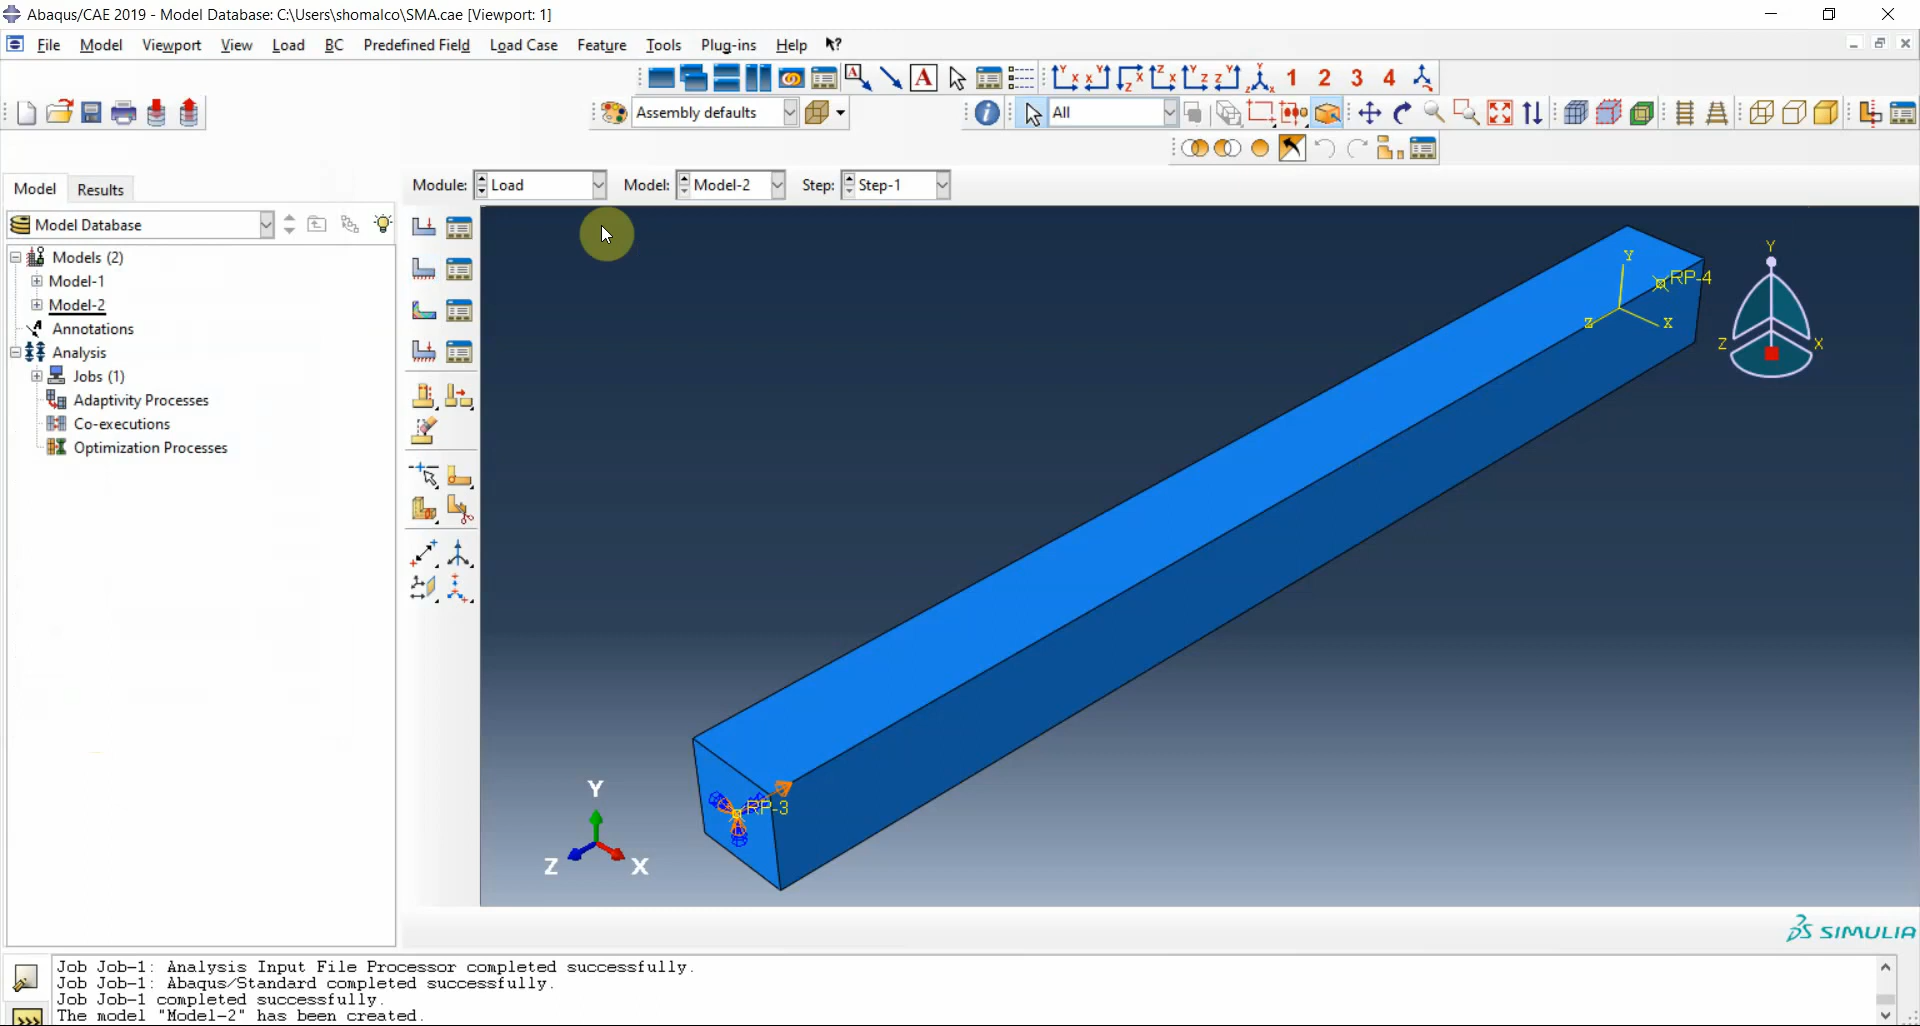 Abaqus/CAE 2019 - Model Database: C:\Users\shomalco\SMA.cae [Viewport: 1]
File Model Viewport View Load BC Predefined Field Load Case Feature Tools Plug-ins Help
1 2 3 4
Assembly defaults
All
Model Results
Module: Load Model: Model-2 Step: Step-1
Model Database
Models (2)
Model-1
Model-2
Annotations
Analysis
Jobs (1)
Adaptivity Processes
Co-executions
Optimization Processes
Y
Z
X
RP-4
Y
Z
X
RP-3
Y
Z
X
SIMULIA
Job Job-1: Analysis Input File Processor completed successfully.
Job Job-1: Abaqus/Standard completed successfully.
Job Job-1 completed successfully.
The model "Model-2" has been created.